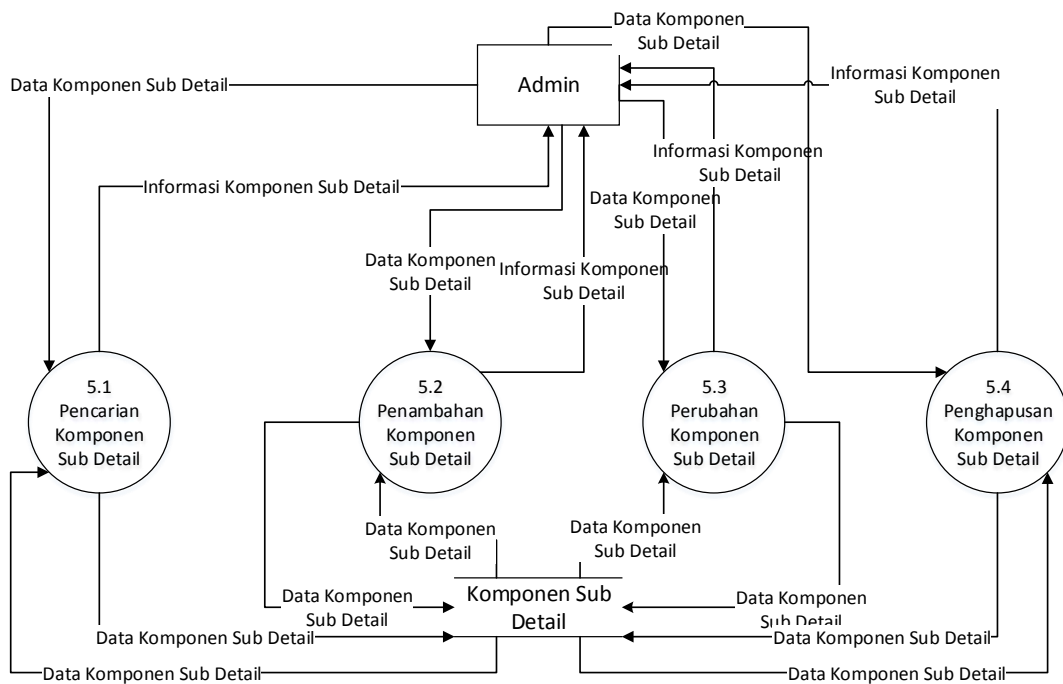 Data Komponen
Sub Detail
Admin
Data Komponen Sub Detail
Informasi Komponen
Sub Detail
Informasi Komponen
Sub Detail
Informasi Komponen Sub Detail
Data Komponen
Sub Detail
Data Komponen
Sub Detail
Informasi Komponen
Sub Detail
5.1
Pencarian
Komponen
Sub Detail
5.2
Penambahan
Komponen
Sub Detail
5.3
Perubahan
Komponen
Sub Detail
5.4
Penghapusan
Komponen
Sub Detail
Data Komponen
Sub Detail
Data Komponen
Sub Detail
Data Komponen
Sub Detail
Komponen Sub
Detail
Data Komponen
Sub Detail
Data Komponen Sub Detail
Data Komponen Sub Detail
Data Komponen Sub Detail
Data Komponen Sub Detail